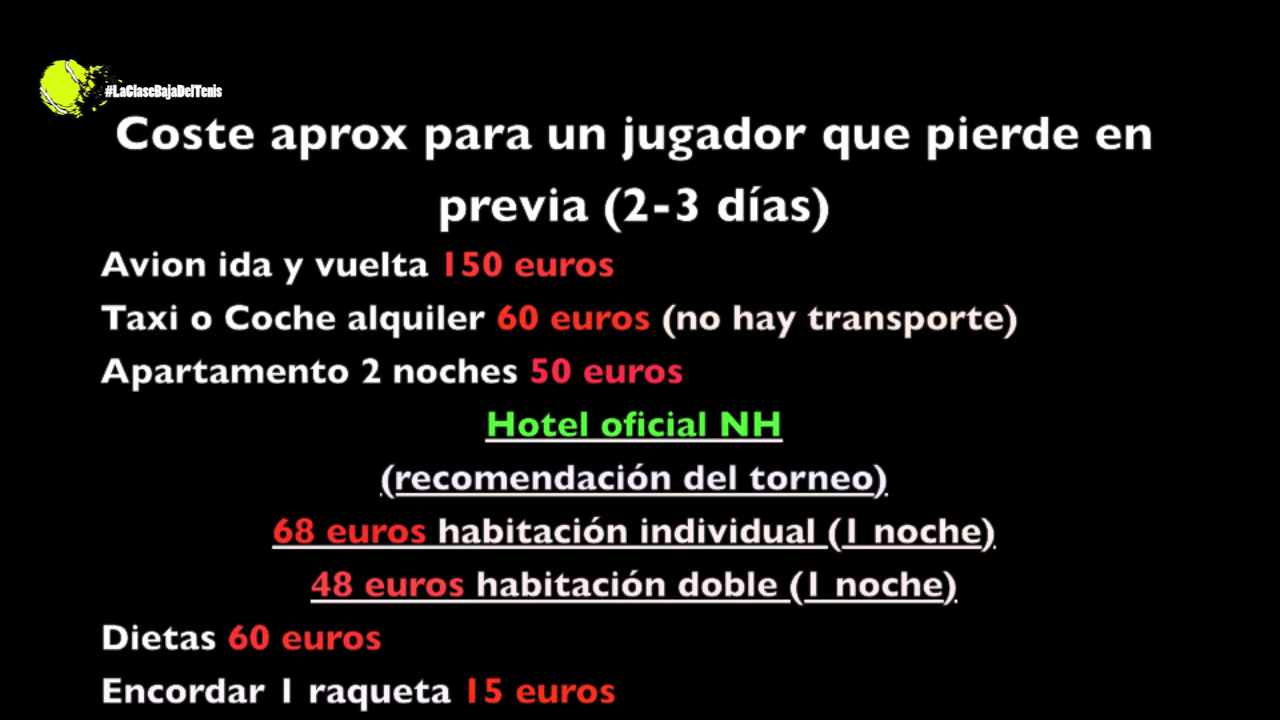 #LaClaseBajaDelTenis
Coste aprox para un jugador que pierde en
previa (2-3 días)
Avion ida y vuelta 150 euros
Taxi o Coche alquiler 60 euros (no hay transporte)
Apartamento 2 noches 50 euros
Hotel oficial NH
(recomendación del torneo)
68 euros habitación individual (1 noche)
48 euros habitación doble (1 noche)
Dietas 60 euros
Encordar 1 raqueta 15 euros